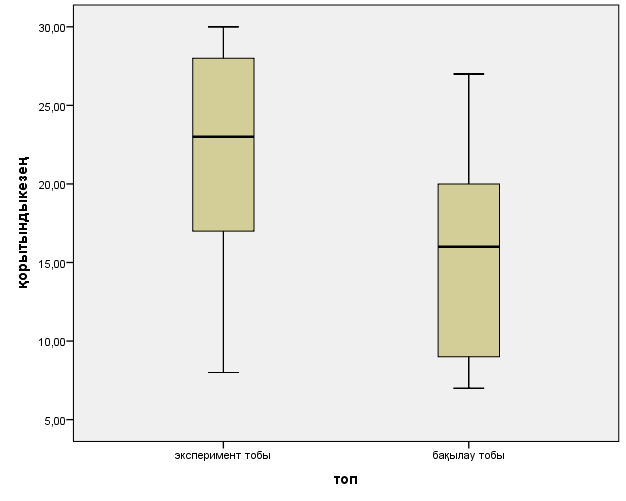 30,00
25,00
20,00
15,00
10,00
5,00
қорытындыкезең
эксперимент тобы
бақылау тобы
топ